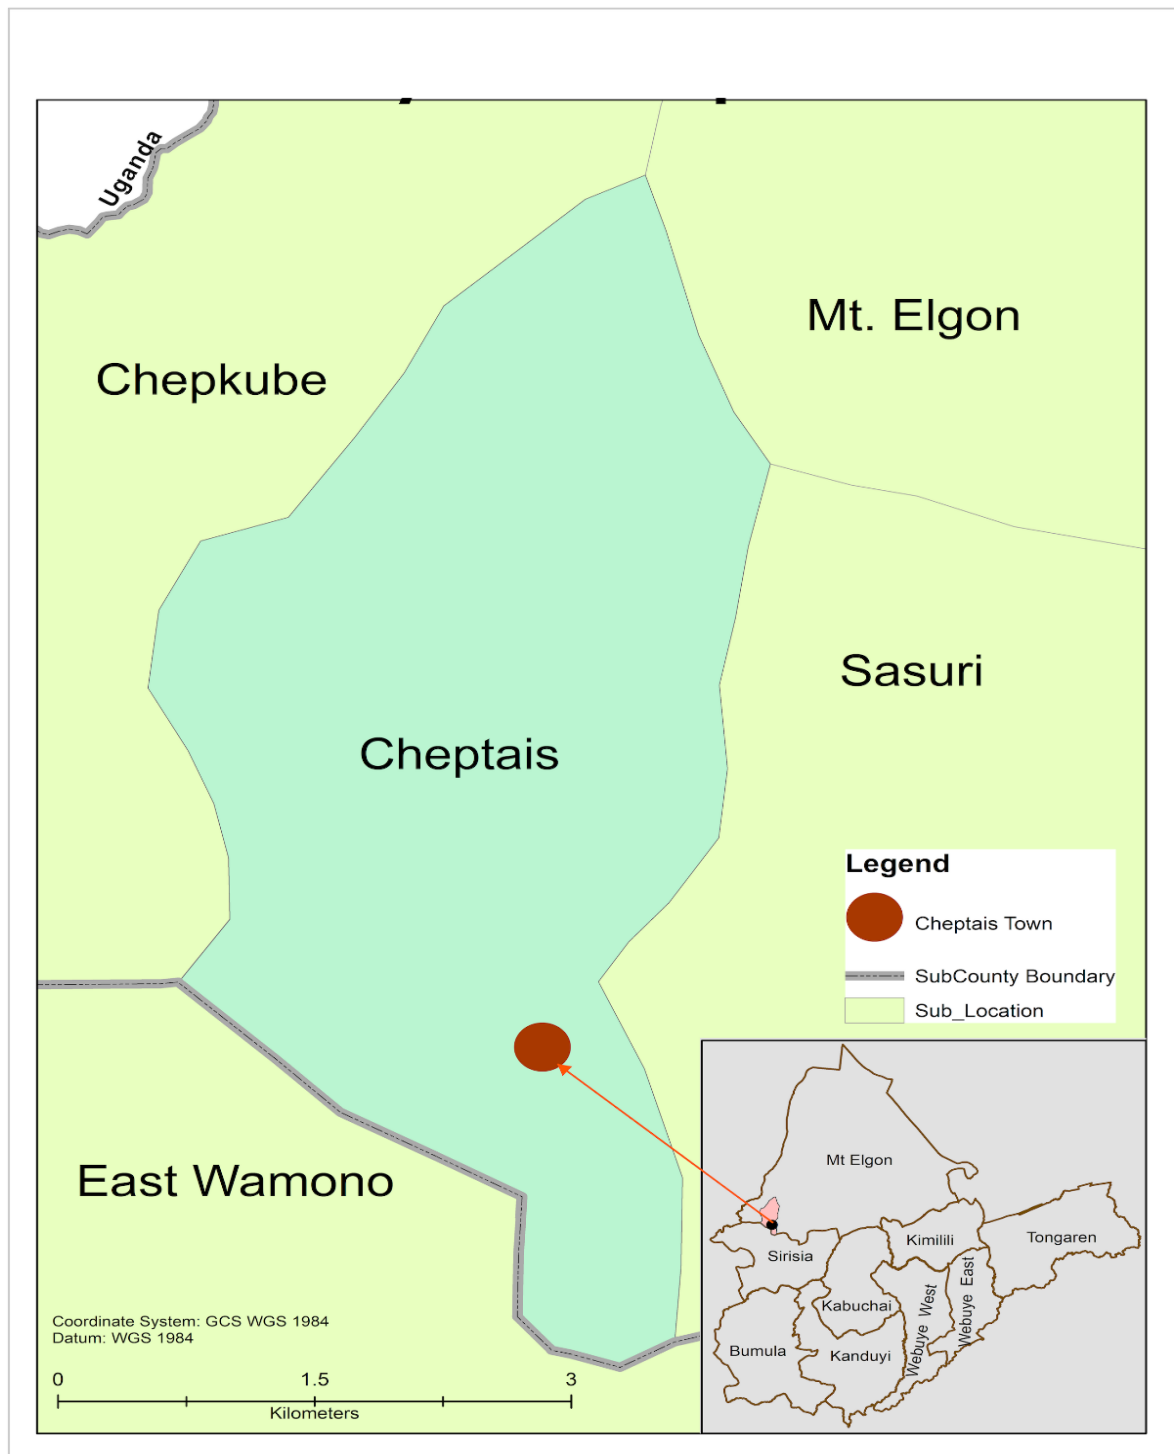 Uganda
Mt. Elgon
Chepkube
Sasuri
Cheptais
Legend
Cheptais Town
SubCounty Boundary
Sub_Location
East Wamono
Mt Elgon
Kimilili
Tongaren
Sirisia
Webuye East
Kabuchai
Webuye West
Bumula
Kanduyi
Coordinate System: GCS WGS 1984
Datum: WGS 1984
0 1.5 3
Kilometers